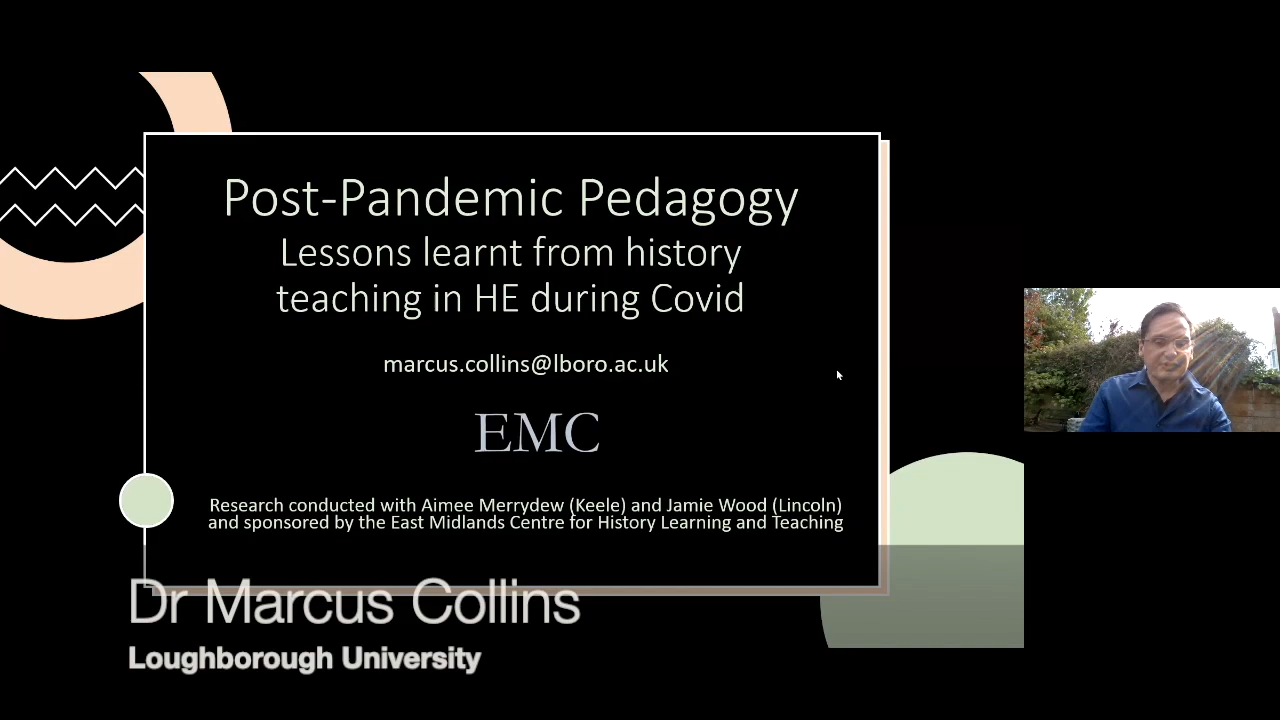 Post-Pandemic Pedagogy
Lessons learnt from history
teaching in HE during Covid
marcus.collins@lboro.ac.uk
EMC
Research conducted with Aimee Merrydew (Keele) and Jamie Wood (Lincoln)
and sponsored by the East Midlands Centre for History Learning and Teaching
Dr Marcus Collins
Loughborough University